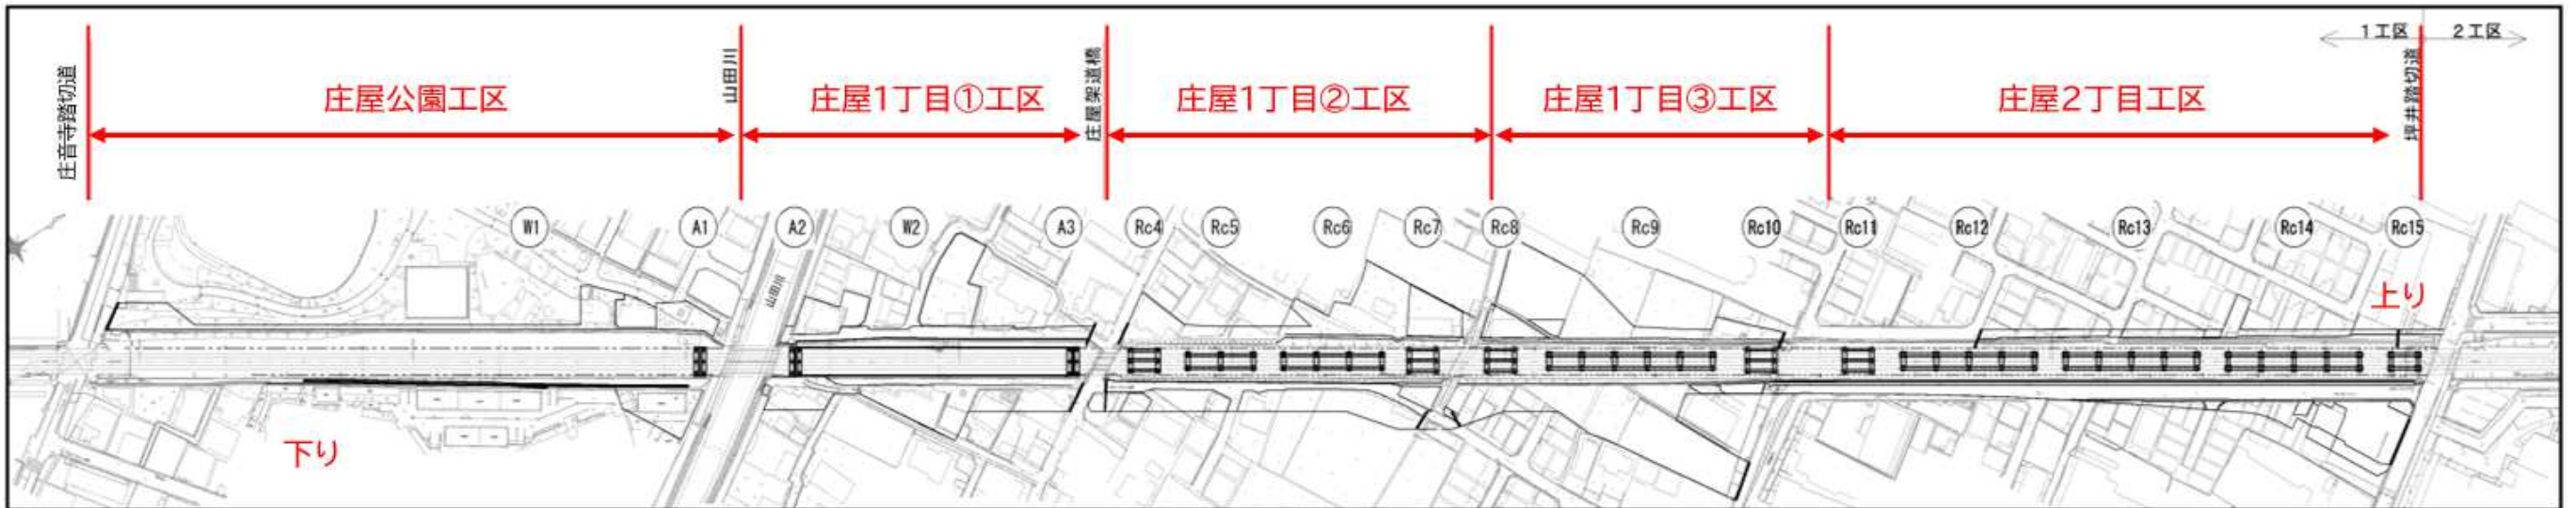 1工区
2工区
庄音寺踏切道
山田川
庄屋架道橋
坪井踏切道
庄屋公園工区
庄屋1丁目①工区
庄屋1丁目②工区
庄屋1丁目③工区
庄屋2丁目工区
W1
A1
A2
W2
A3
Rc4
Rc5
Rc6
Rc7
Rc8
Rc9
Rc10
Rc11
Rc12
Rc13
Rc14
Rc15
山田川
上り
下り